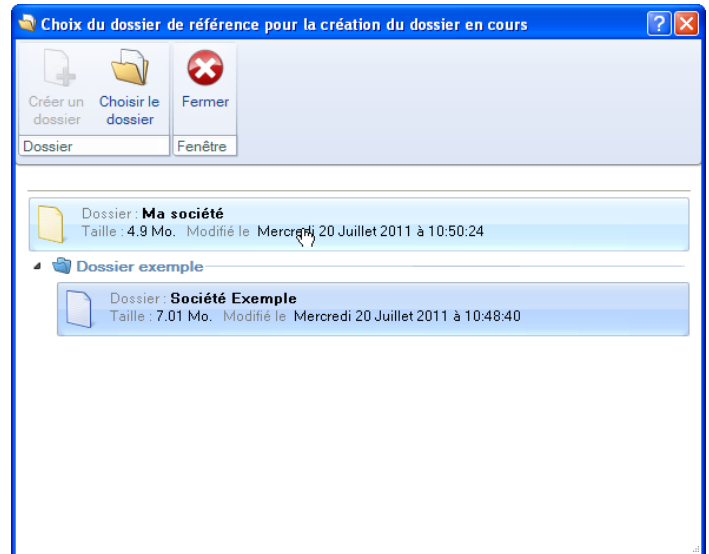 Choix du dossier de référence pour la création du dossier en cours
Créer un dossier
Choisir le dossier
Fermer
Dossier
Fenêtre
Dossier : Ma société
Taille : 4.9 Mo. Modifié le Mercredi 20 Juillet 2011 à 10:50:24
Dossier exemple
Dossier : Société Exemple
Taille : 7.01 Mo. Modifié le Mercredi 20 Juillet 2011 à 10:48:40